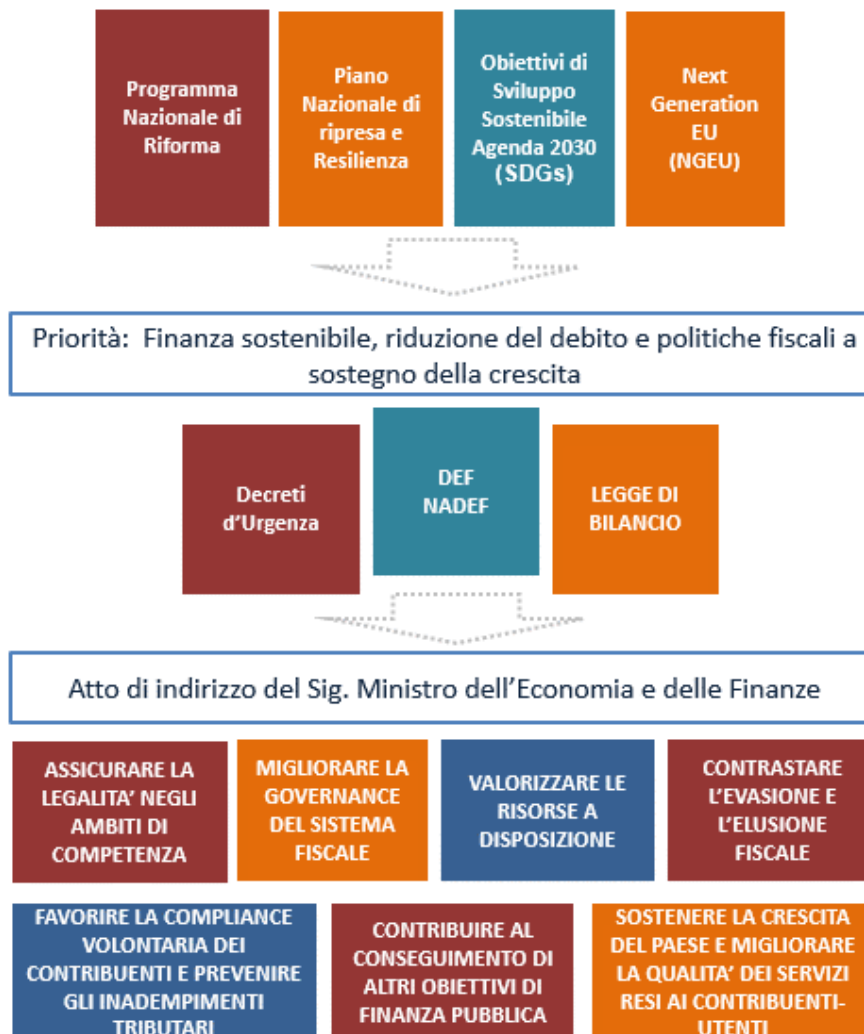 Programma
Nazionale di
Riforma
Piano
Nazionale di
ripresa e
Resilienza
Obiettivi di
Sviluppo
Sostenibile
Agenda 2030
(SDGs)
Next
Generation
EU
(NGEU)
Priorità: Finanza sostenibile, riduzione del debito e politiche fiscali a
sostegno della crescita
Decreti
d'Urgenza
DEF
NADEF
LEGGE DI
BILANCIO
Atto di indirizzo del Sig. Ministro dell'Economia e delle Finanze
ASSICURARE LA
LEGALITA' NEGLI
AMBITI DI
COMPETENZA
MIGLIORARE LA
GOVERNANCE
DEL SISTEMA
FISCALE
VALORIZZARE LE
RISORSE A
DISPOSIZIONE
CONTRASTARE
L'EVASIONE E
L'ELUSIONE
FISCALE
FAVORIRE LA COMPLIANCE
VOLONTARIA DEI
CONTRIBUENTI E PREVENIRE
GLI INADEMPIMENTI
TRIBUTARI
CONTRIBUIRE AL
CONSEGUIMENTO DI
ALTRI OBIETTIVI DI
FINANZA PUBBLICA
SOSTENERE LA CRESCITA
DEL PAESE E MIGLIORARE
LA QUALITA' DEI SERVIZI
RESI AI CONTRIBUENTI-
UTENTI